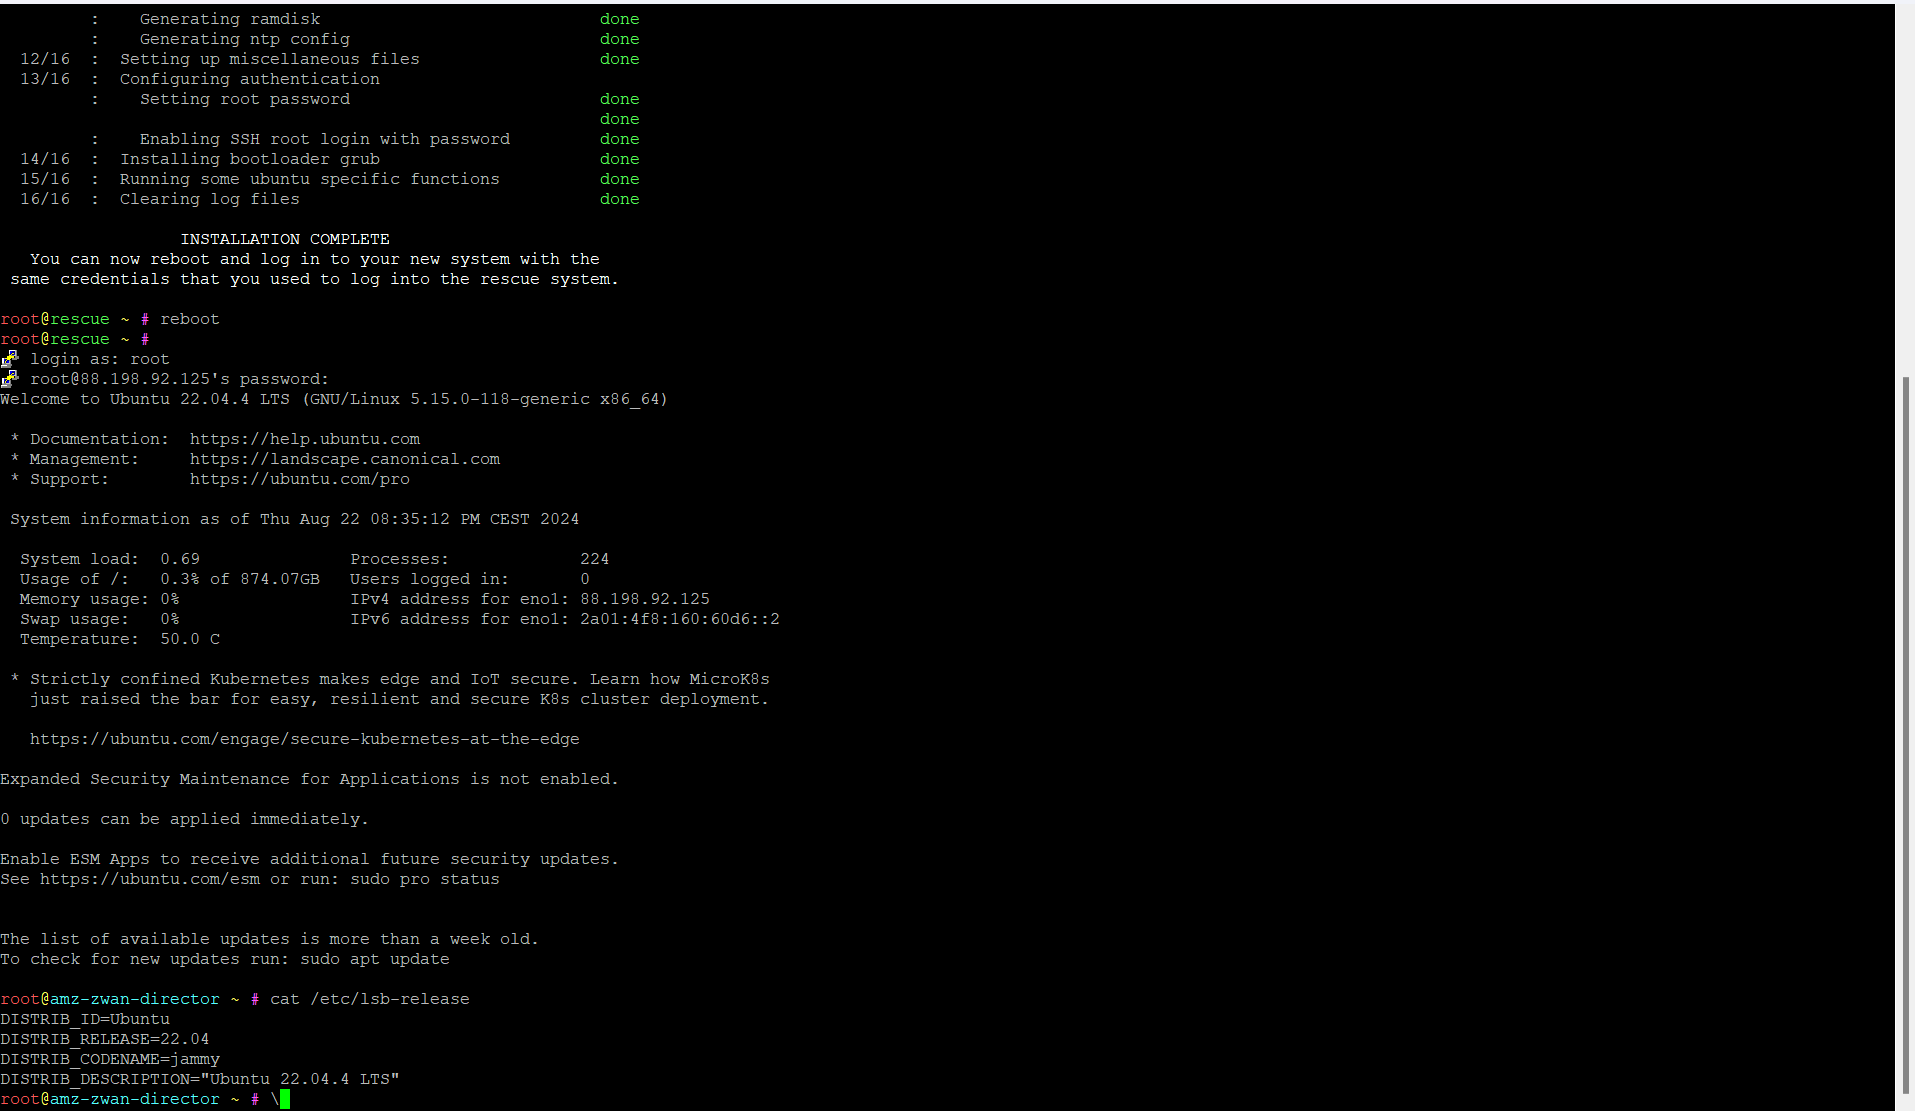 : Generating ramdisk done
: Generating ntp config done
12/16 : Setting up miscellaneous files done
13/16 : Configuring authentication
: Setting root password done
done
: Enabling SSH root login with password done
14/16 : Installing bootloader grub done
15/16 : Running some ubuntu specific functions done
16/16 : Clearing log files done
INSTALLATION COMPLETE
You can now reboot and log in to your new system with the
same credentials that you used to log into the rescue system.
root@rescue ~ # reboot
root@rescue ~ #
login as: root
root@88.198.92.125's password:
Welcome to Ubuntu 22.04.4 LTS (GNU/Linux 5.15.0-118-generic x86_64)
* Documentation: https://help.ubuntu.com
* Management: https://landscape.canonical.com
* Support: https://ubuntu.com/pro
System information as of Thu Aug 22 08:35:12 PM CEST 2024
System load: 0.69 Processes: 224
Usage of /: 0.3% of 874.07GB Users logged in: 0
Memory usage: 0% IPv4 address for eno1: 88.198.92.125
Swap usage: 0% IPv6 address for eno1: 2a01:4f8:160:60d6::2
Temperature: 50.0 C
* Strictly confined Kubernetes makes edge and IoT secure. Learn how MicroK8s
just raised the bar for easy, resilient and secure K8s cluster deployment.
https://ubuntu.com/engage/secure-kubernetes-at-the-edge
Expanded Security Maintenance for Applications is not enabled.
0 updates can be applied immediately.
Enable ESM Apps to receive additional future security updates.
See https://ubuntu.com/esm or run: sudo pro status
The list of available updates is more than a week old.
To check for new updates run: sudo apt update
root@amz-zwan-director ~ # cat /etc/lsb-release
DISTRIB_ID=Ubuntu
DISTRIB_RELEASE=22.04
DISTRIB_CODENAME=jammy
DISTRIB_DESCRIPTION="Ubuntu 22.04.4 LTS"
root@amz-zwan-director ~ # \